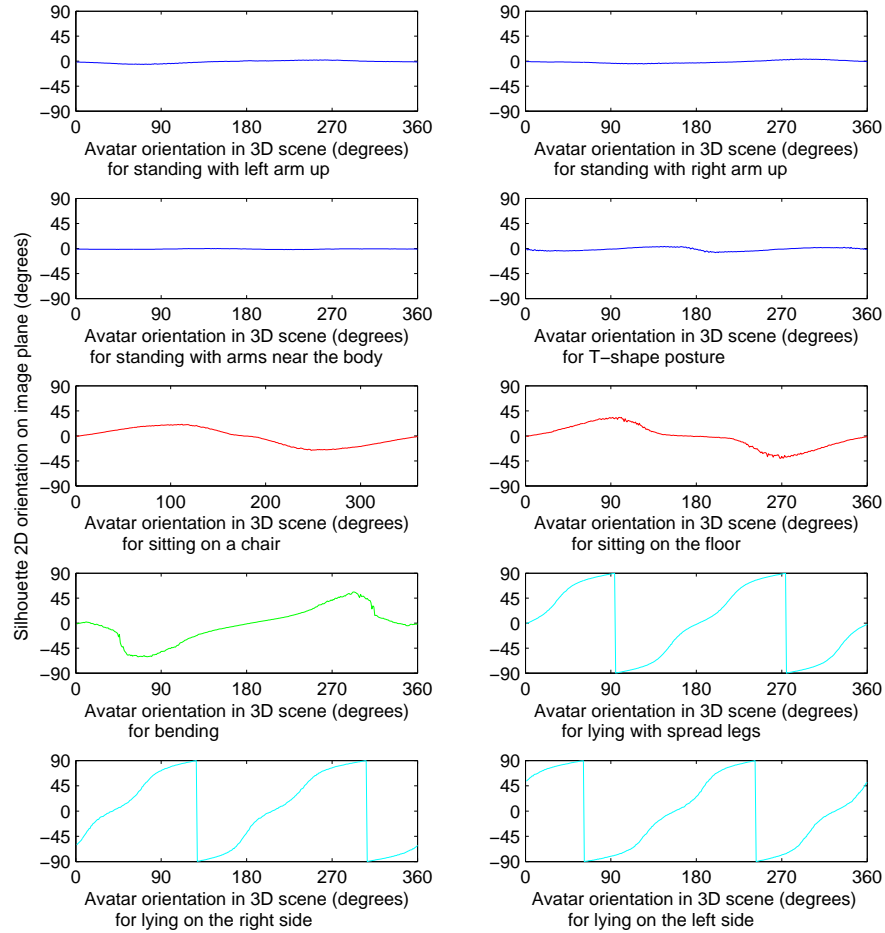 Silhouette 2D orientation on image plane (degrees)
90
45
0
−45
−90
0 90 180 270 360
Avatar orientation in 3D scene (degrees)
for standing with left arm up
90
45
0
−45
−90
0 90 180 270 360
Avatar orientation in 3D scene (degrees)
for standing with right arm up
90
45
0
−45
−90
0 90 180 270 360
Avatar orientation in 3D scene (degrees)
for standing with arms near the body
90
45
0
−45
−90
0 90 180 270 360
Avatar orientation in 3D scene (degrees)
for T−shape posture
90
45
0
−45
−90
0 100 200 300
Avatar orientation in 3D scene (degrees)
for sitting on a chair
90
45
0
−45
−90
0 90 180 270 360
Avatar orientation in 3D scene (degrees)
for sitting on the floor
90
45
0
−45
−90
0 90 180 270 360
Avatar orientation in 3D scene (degrees)
for bending
90
45
0
−45
−90
0 90 180 270 360
Avatar orientation in 3D scene (degrees)
for lying with spread legs
90
45
0
−45
−90
0 90 180 270 360
Avatar orientation in 3D scene (degrees)
for lying on the right side
90
45
0
−45
−90
0 90 180 270 360
Avatar orientation in 3D scene (degrees)
for lying on the left side